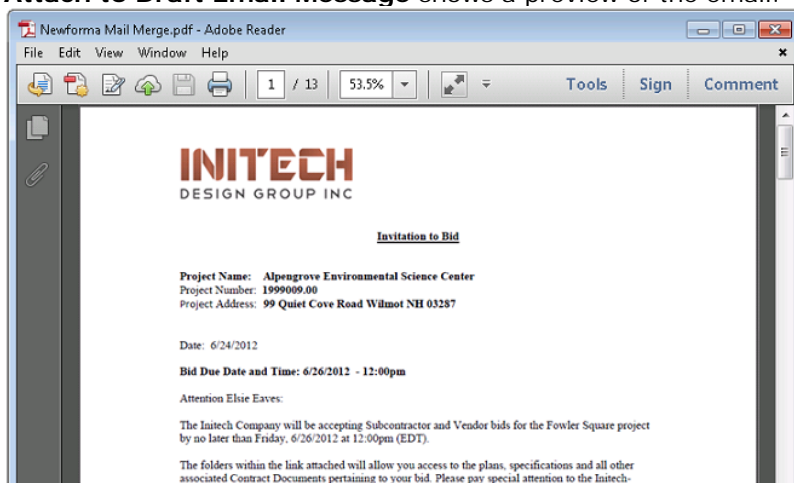 Attach to Draft Email Message shows a preview of the email.
Newforma Mail Merge.pdf - Adobe Reader
File Edit View Window Help
1 / 13 53.5% Tools Sign Comment
INITECH
DESIGN GROUP INC
Invitation to Bid
Project Name: Alpengrove Environmental Science Center
Project Number: 1999009.00
Project Address: 99 Quiet Cove Road Wilmot NH 03287
Date: 6/24/2012
Bid Due Date and Time: 6/26/2012 - 12:00pm
Attention Elsie Eaves:
The Initech Company will be accepting Subcontractor and Vendor bids for the Fowler Square project
by no later than Friday, 6/26/2012 at 12:00pm (EDT).
The folders within the link attached will allow you access to the plans, specifications and all other
associated Contract Documents pertaining to your bid. Please pay special attention to the Initech-